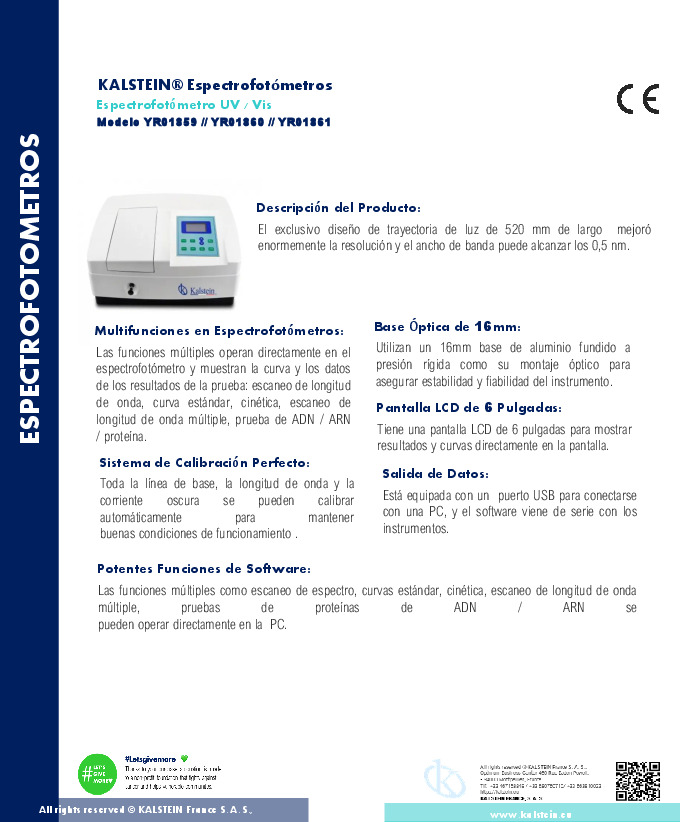 ESPECTROFOTOMETROS
KALSTEIN® Espectrofotómetros
Espectrofotómetro UV / Vis
Modelo YR01859 // YR01860 // YR01861
CE
Kalstein
Descripción del Producto:
El exclusivo diseño de trayectoria de luz de 520 mm de largo mejoró
enormemente la resolución y el ancho de banda puede alcanzar los 0,5 nm.
Multifunciones en Espectrofotómetros:
Las funciones múltiples operan directamente en el
espectrofotómetro y muestran la curva y los datos
de los resultados de la prueba: escaneo de longitud
de onda, curva estándar, cinética, escaneo de
longitud de onda múltiple, prueba de ADN / ARN
/ proteína.
Sistema de Calibración Perfecto:
Toda la línea de base, la longitud de onda y la
corriente oscura se pueden calibrar
automáticamente para mantener
buenas condiciones de funcionamiento .
Base Óptica de 16mm:
Utilizan un 16mm base de aluminio fundido a
presión rígida como su montaje óptico para
asegurar estabilidad y fiabilidad del instrumento.
Pantalla LCD de 6 Pulgadas:
Tiene una pantalla LCD de 6 pulgadas para mostrar
resultados y curvas directamente en la pantalla.
Salida de Datos:
Está equipada con un puerto USB para conectarse
con una PC, y el software viene de serie con los
instrumentos.
Potentes Funciones de Software:
Las funciones múltiples como escaneo de espectro, curvas estándar, cinética, escaneo de longitud de onda
múltiple, pruebas de proteínas de ADN / ARN se
pueden operar directamente en la PC.
# LET'S
GIVE
MORE
#Letsgivemore
All rights reserved © KALSTEIN France S. A. S.,
KALSTEIN FRANCE, S. A. S
All rights reserved © KALSTEIN France S. A. S.,
www.kalstein.eu